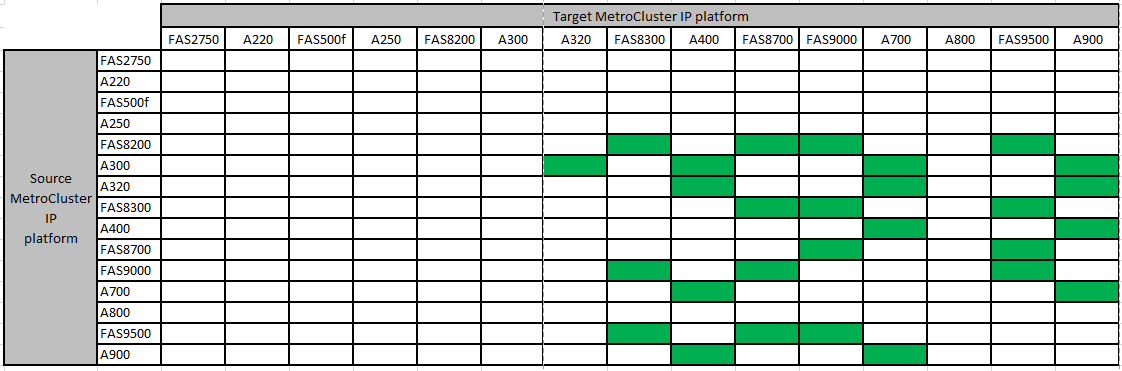 Target MetroCluster IP platform
FAS2750 A220 FAS500f A250 FAS8200 A300 A320 FAS8300 A400 FAS8700 FAS9000 A700 A800 FAS9500 A900
Source
MetroCluster
IP
platform
FAS2750
A220
FAS500f
A250
FAS8200
A300
A320
FAS8300
A400
FAS8700
FAS9000
A700
A800
FAS9500
A900